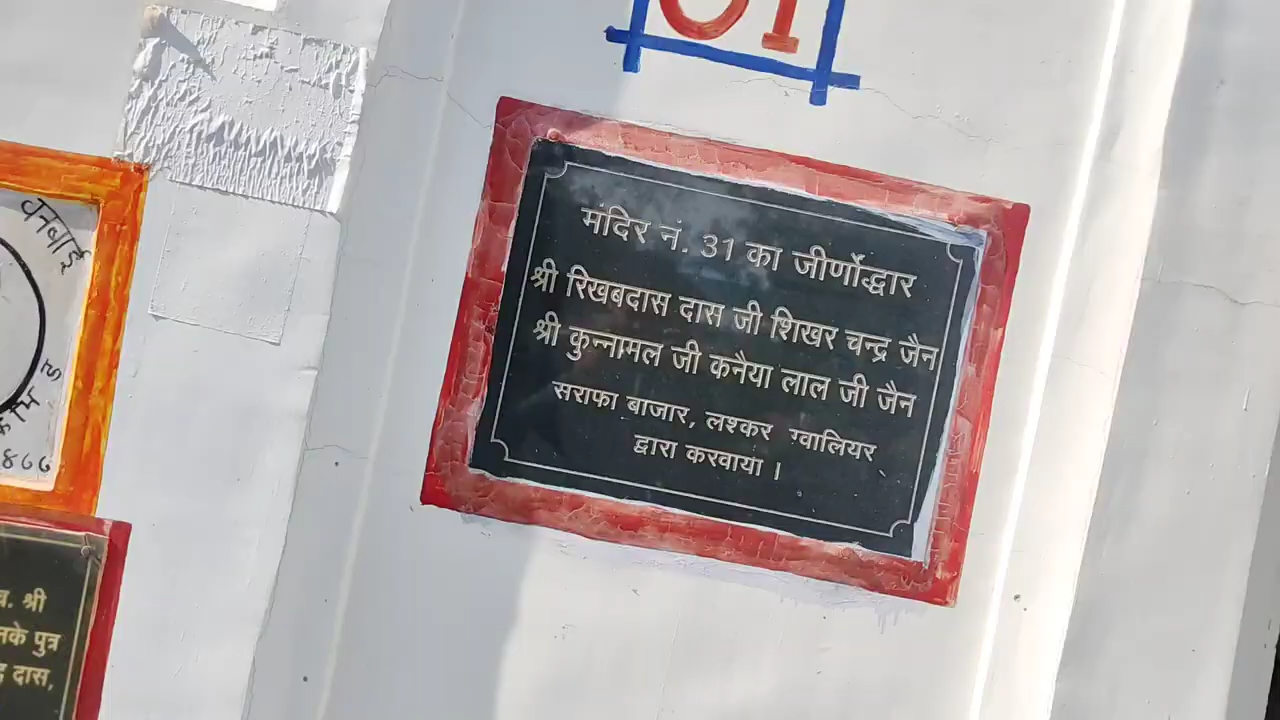 मंदिर नं. 31 का जीर्णोद्धार
श्री रिखबदास दास जी शिखर चन्द्र जैन
श्री कुन्नामल जी कनैया लाल जी जैन
सराफा बाजार, लश्कर ग्वालियर
द्वारा करवाया ।
श्री
पुत्र
दास,